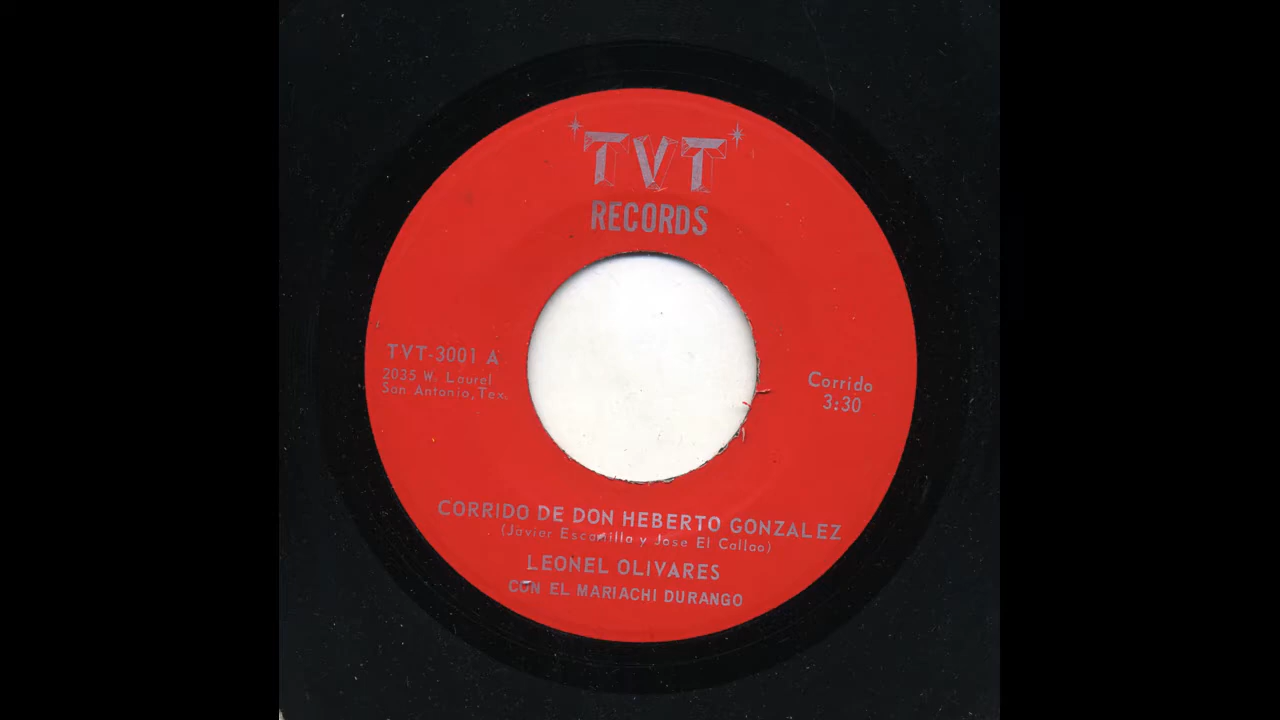 TVT
RECORDS
TVT-3001 A
2035 W. Laurel
San Antonio, Tex.
Corrido
3:30
CORRIDO DE DON HEBERTO GONZALEZ
(Javier Escamilla y Jose El Callao)
LEONEL OLIVARES
CON EL MARIACHI DURANGO